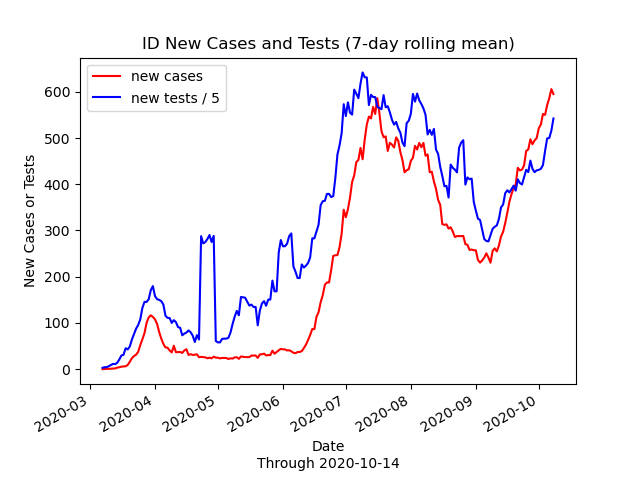 ID New Cases and Tests (7-day rolling mean)
new cases
new tests / 5
New Cases or Tests
600
500
400
300
200
100
0
2020-03
2020-04
2020-05
2020-06
2020-07
2020-08
2020-09
2020-10
Date
Through 2020-10-14